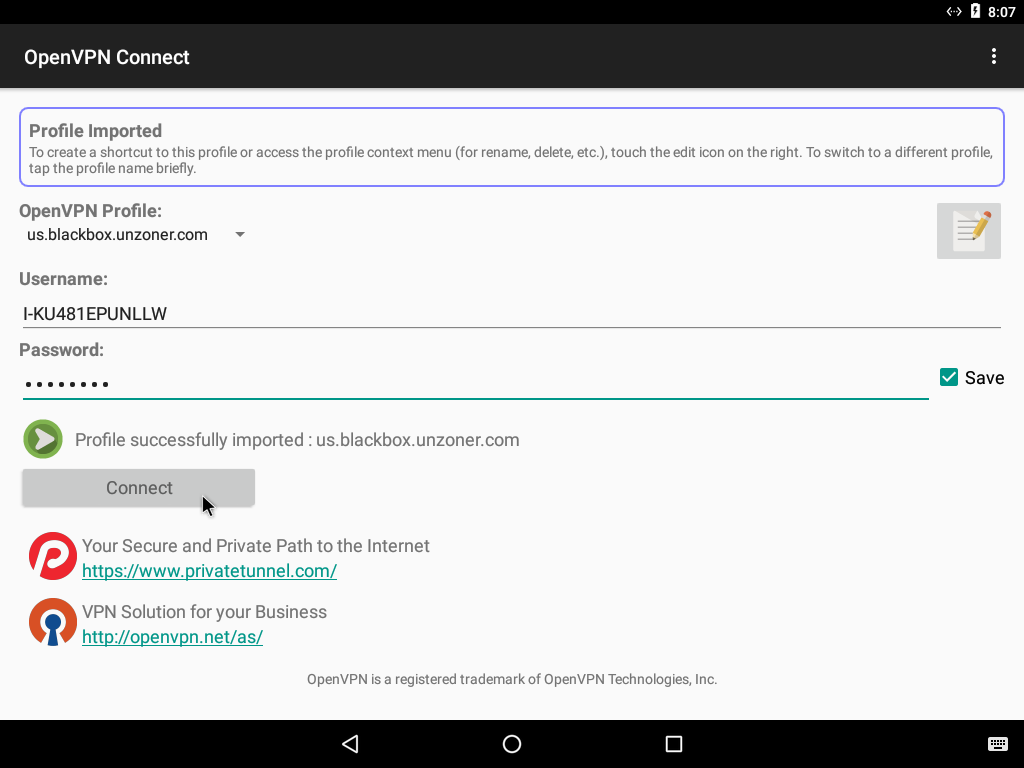 8:07
OpenVPN Connect
Profile Imported
To create a shortcut to this profile or access the profile context menu (for rename, delete, etc.), touch the edit icon on the right. To switch to a different profile,
tap the profile name briefly.
OpenVPN Profile:
us.blackbox.unzoner.com
Username:
I-KU481EPUNLLW
Password:
••••••••
Save
Profile successfully imported : us.blackbox.unzoner.com
Connect
Your Secure and Private Path to the Internet
https://www.privatetunnel.com/
VPN Solution for your Business
http://openvpn.net/as/
OpenVPN is a registered trademark of OpenVPN Technologies, Inc.